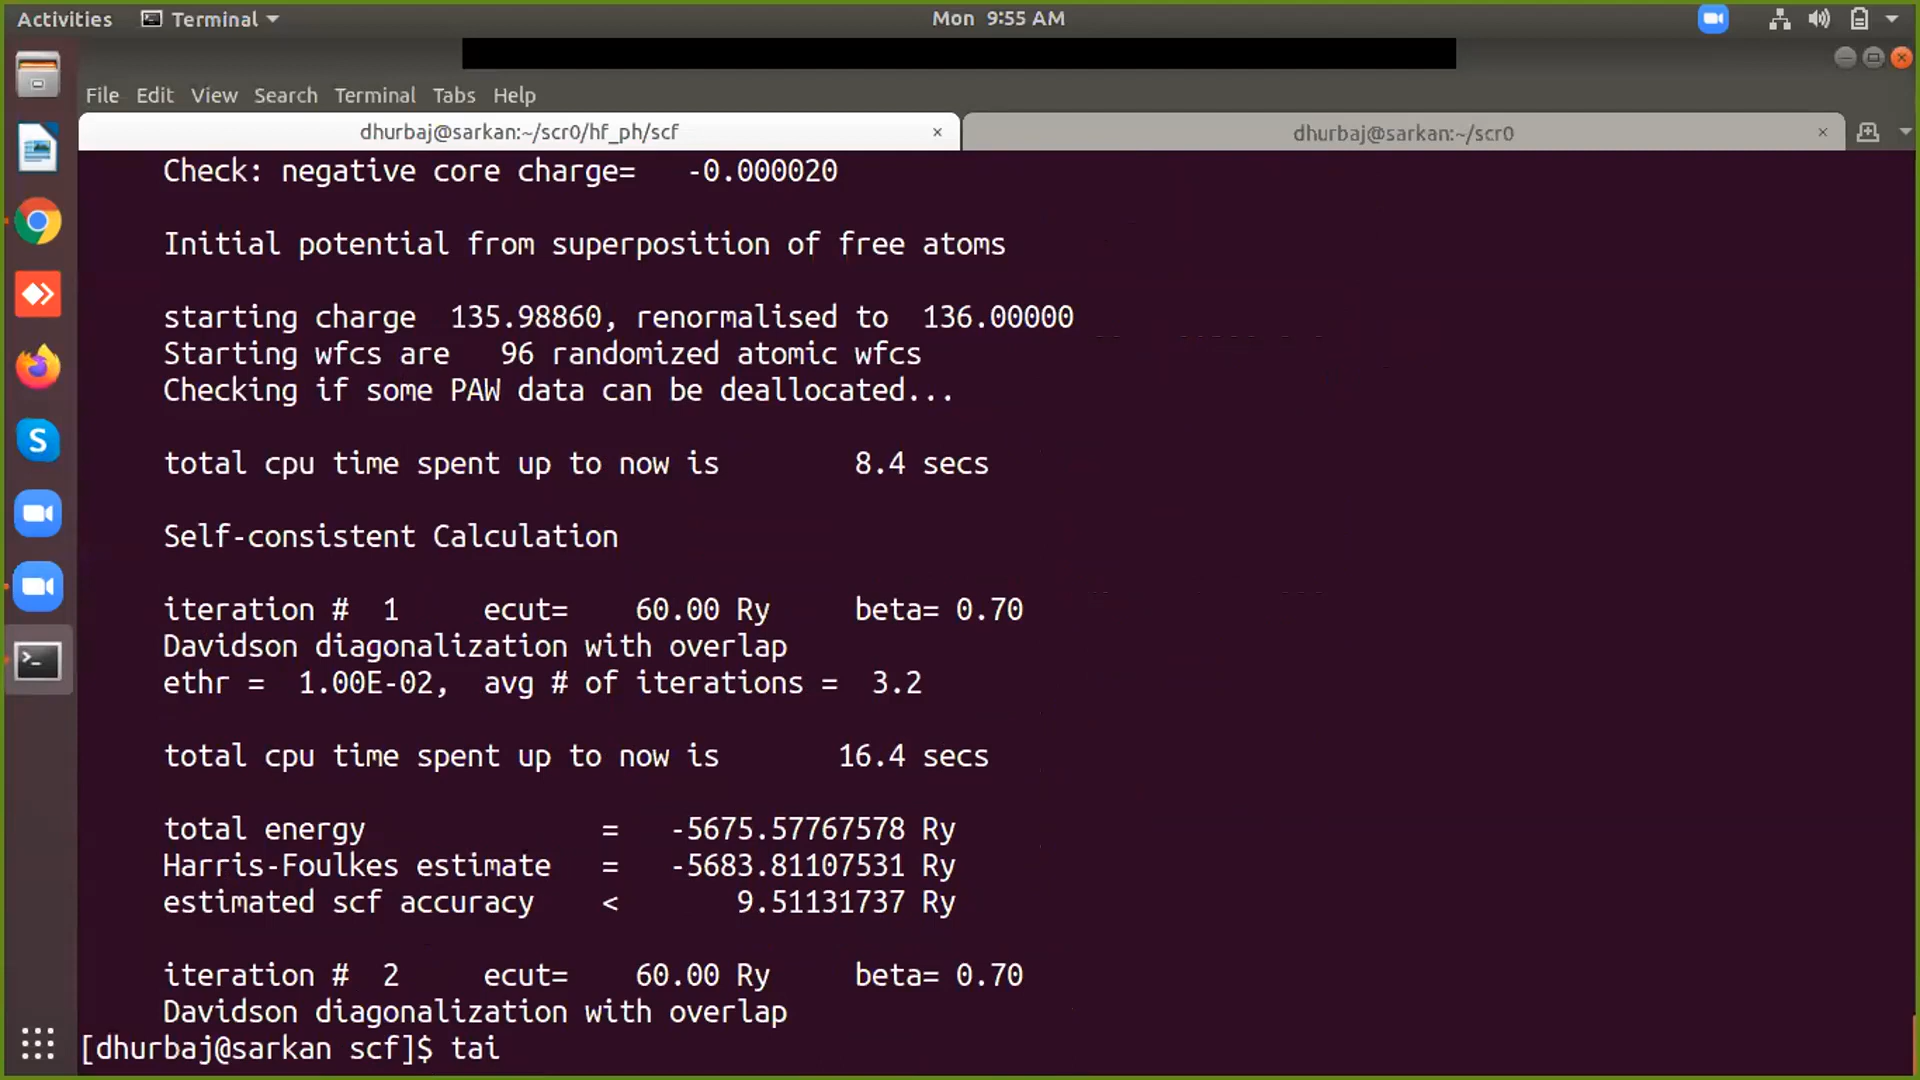 Activities Terminal Mon 9:55 AM
File Edit View Search Terminal Tabs Help
dhurbaj@sarkan:~/scr0/hf_ph/scf × dhurbaj@sarkan:~/scr0 ×
Check: negative core charge= -0.000020
Initial potential from superposition of free atoms
starting charge 135.98860, renormalised to 136.00000
Starting wfcs are 96 randomized atomic wfcs
Checking if some PAW data can be deallocated...
total cpu time spent up to now is 8.4 secs
Self-consistent Calculation
iteration # 1 ecut= 60.00 Ry beta= 0.70
Davidson diagonalization with overlap
ethr = 1.00E-02, avg # of iterations = 3.2
total cpu time spent up to now is 16.4 secs
total energy = -5675.57767578 Ry
Harris-Foulkes estimate = -5683.81107531 Ry
estimated scf accuracy < 9.51131737 Ry
iteration # 2 ecut= 60.00 Ry beta= 0.70
Davidson diagonalization with overlap
[dhurbaj@sarkan scf]$ tai